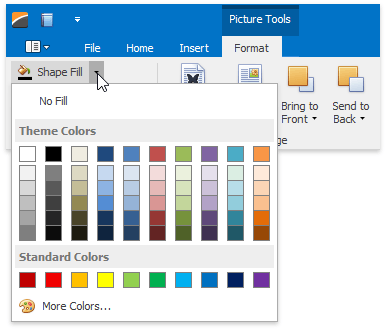 Picture Tools
File Home Insert Format
Shape Fill
No Fill
Theme Colors
Standard Colors
More Colors...
Bring to
Front
Send to
Back
ge